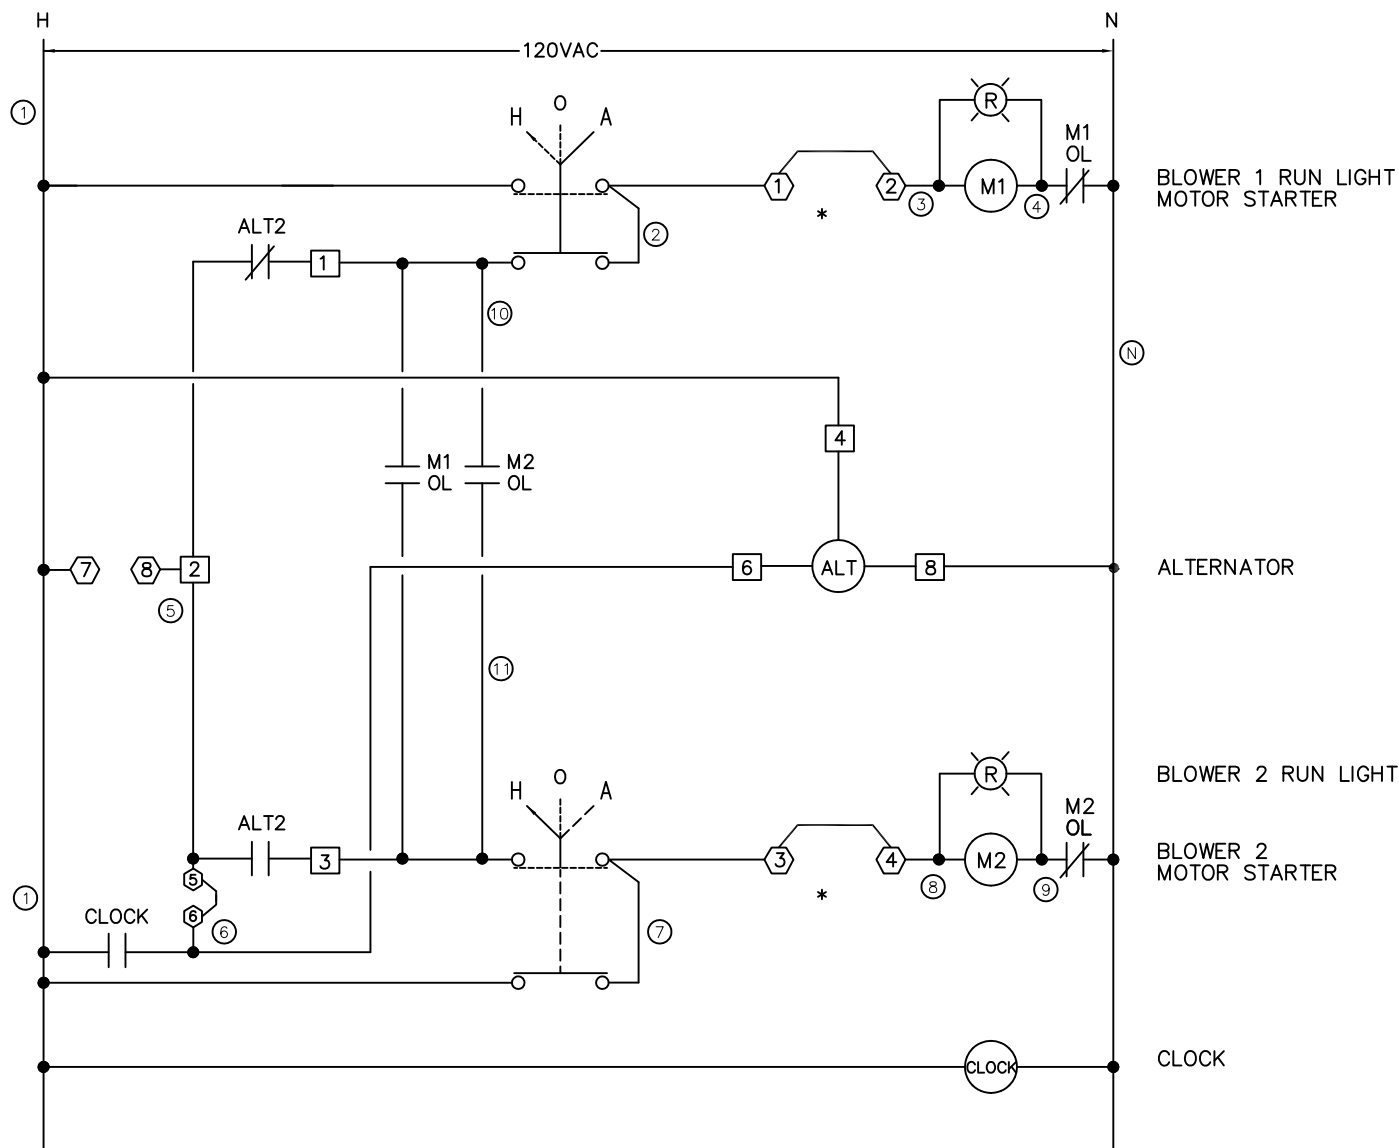 H N
120VAC
1
H O A
R
M1
OL
1 2 3 M1 4
*
BLOWER 1 RUN LIGHT
MOTOR STARTER
ALT2
1
2
10
N
4
M1
OL
M2
OL
7 8 2 6 ALT 8
ALTERNATOR
5
11
H O A
R
BLOWER 2 RUN LIGHT
M2
OL
ALT2
3
3 4 8 M2 9
*
BLOWER 2
MOTOR STARTER
1
5
6
CLOCK
6
7
CLOCK
CLOCK